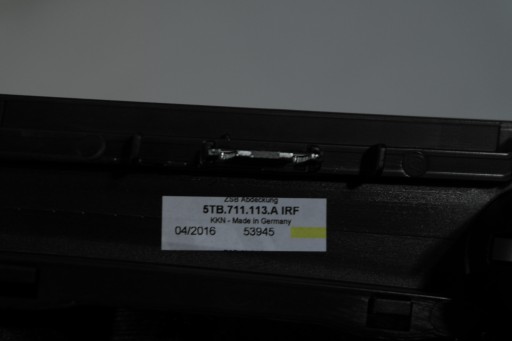 ZSB Abdeckung
5TB.711.113.A IRF
KKN - Made in Germany
04/2016 53945